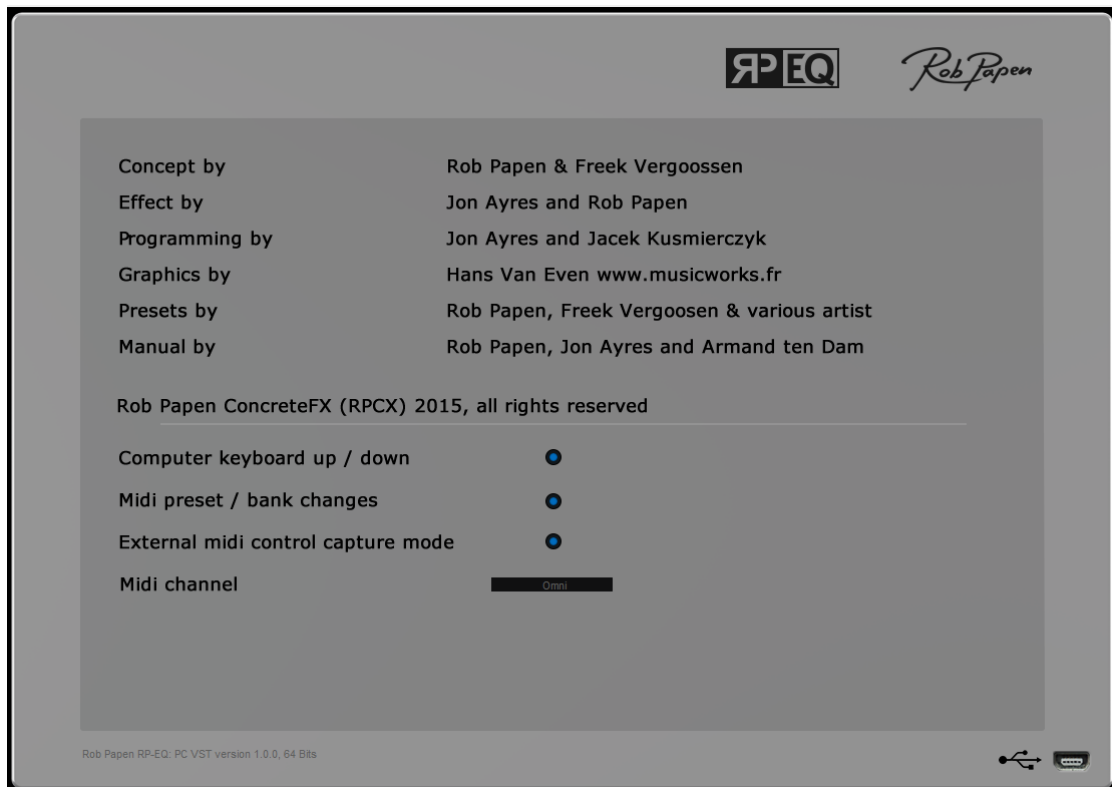 RP EQ Rob Papen
Concept by Rob Papen & Freek Vergoossen
Effect by Jon Ayres and Rob Papen
Programming by Jon Ayres and Jacek Kusmierczyk
Graphics by Hans Van Even www.musicworks.fr
Presets by Rob Papen, Freek Vergoosen & various artist
Manual by Rob Papen, Jon Ayres and Armand ten Dam
Rob Papen ConcreteFX (RPCX) 2015, all rights reserved
Computer keyboard up / down
Midi preset / bank changes
External midi control capture mode
Midi channel Omni
Rob Papen RP-EQ: PC VST version 1.0.0, 64 Bits